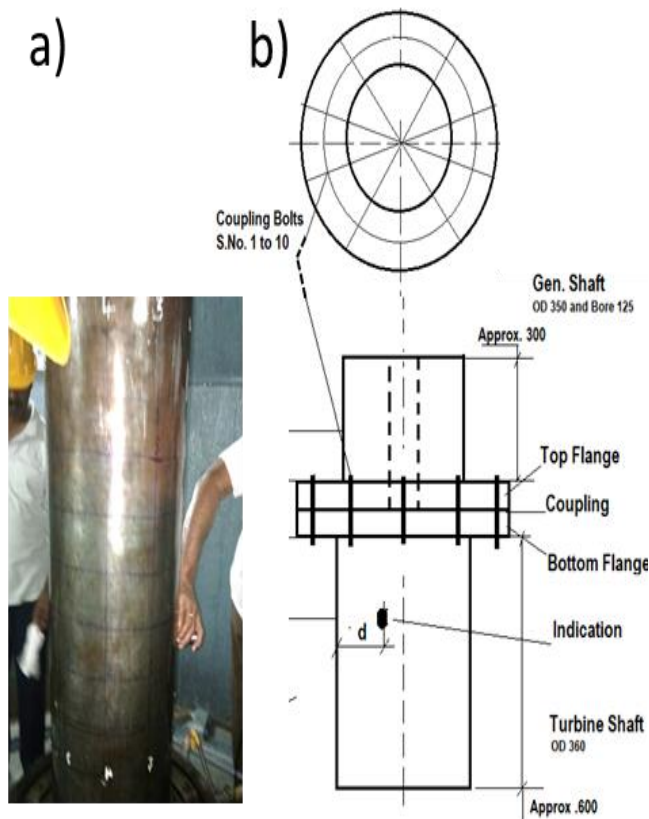 a)
b)
Coupling Bolts
S.No. 1 to 10
Gen. Shaft
OD 350 and Bore 125
Approx. 300
Top Flange
Coupling
Bottom Flange
d
Indication
Turbine Shaft
OD 360
Approx .600